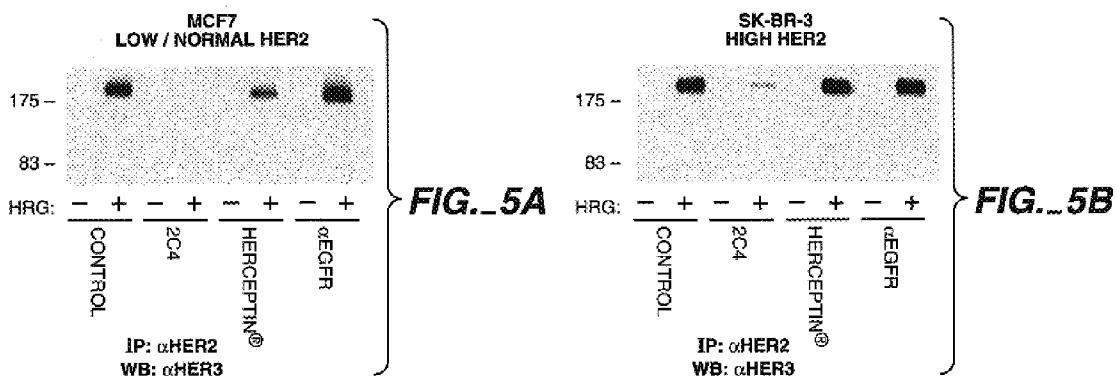 MCF7
LOW / NORMAL HER2
175 –
83 –
HRG: – + – + – + – +
CONTROL
2C4
HERCEPTIN®
αEGFR
IP: αHER2
WB: αHER3
FIG._5A
SK-BR-3
HIGH HER2
175 –
83 –
HRG: – + – + – + – +
CONTROL
2C4
HERCEPTIN®
αEGFR
IP: αHER2
WB: αHER3
FIG._5B